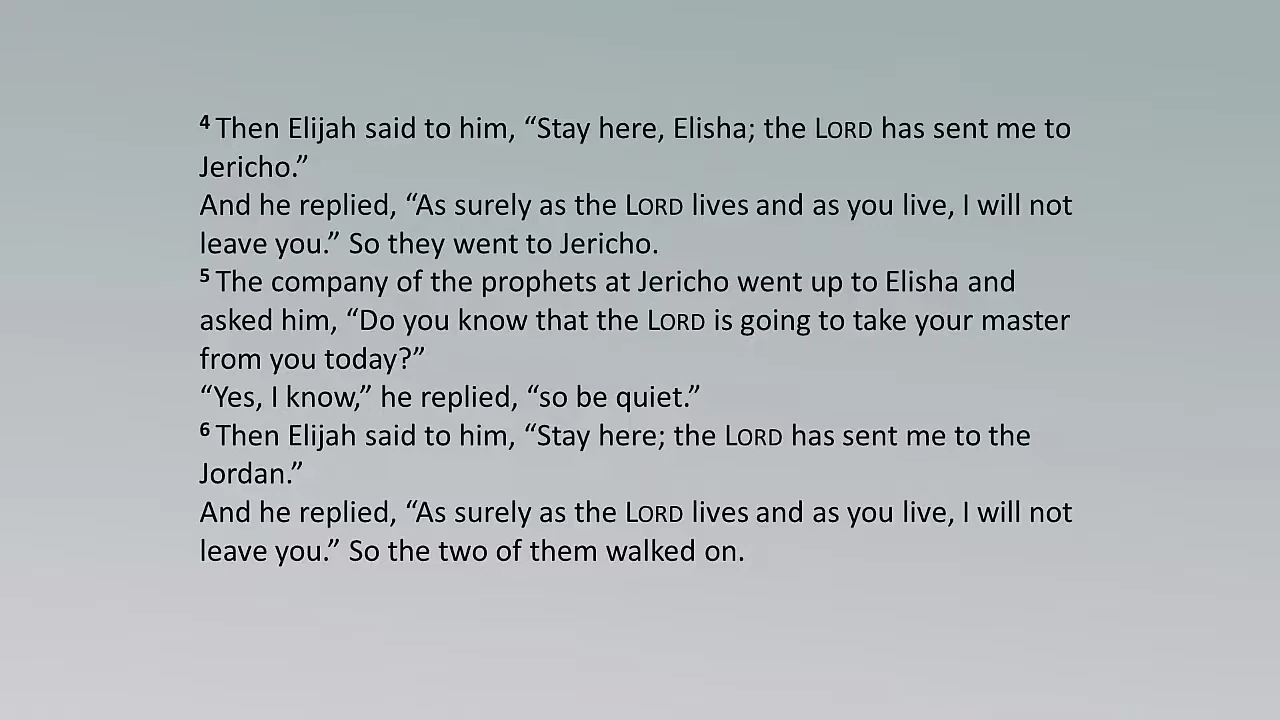 4 Then Elijah said to him, “Stay here, Elisha; the LORD has sent me to
Jericho.”
And he replied, “As surely as the LORD lives and as you live, I will not
leave you.” So they went to Jericho.
5 The company of the prophets at Jericho went up to Elisha and
asked him, “Do you know that the LORD is going to take your master
from you today?”
“Yes, I know,” he replied, “so be quiet.”
6 Then Elijah said to him, “Stay here; the LORD has sent me to the
Jordan.”
And he replied, “As surely as the LORD lives and as you live, I will not
leave you.” So the two of them walked on.